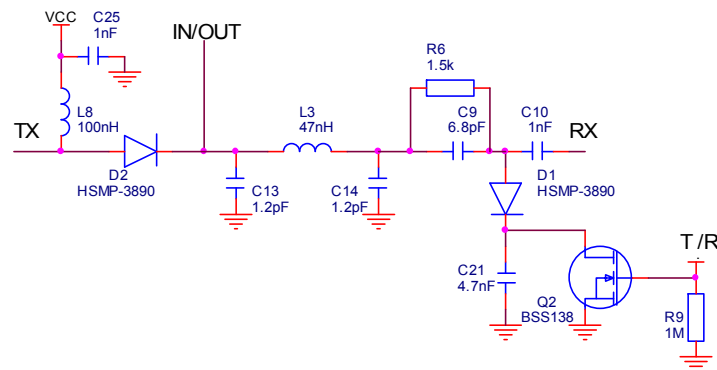 VCC
C25
1nF
IN/OUT
R6
1.5k
L8
100nH
L3
47nH
C9
6.8pF
C10
1nF
TX
RX
D2
HSMP-3890
D1
HSMP-3890
C13
1.2pF
C14
1.2pF
T/R
C21
4.7nF
Q2
BSS138
R9
1M